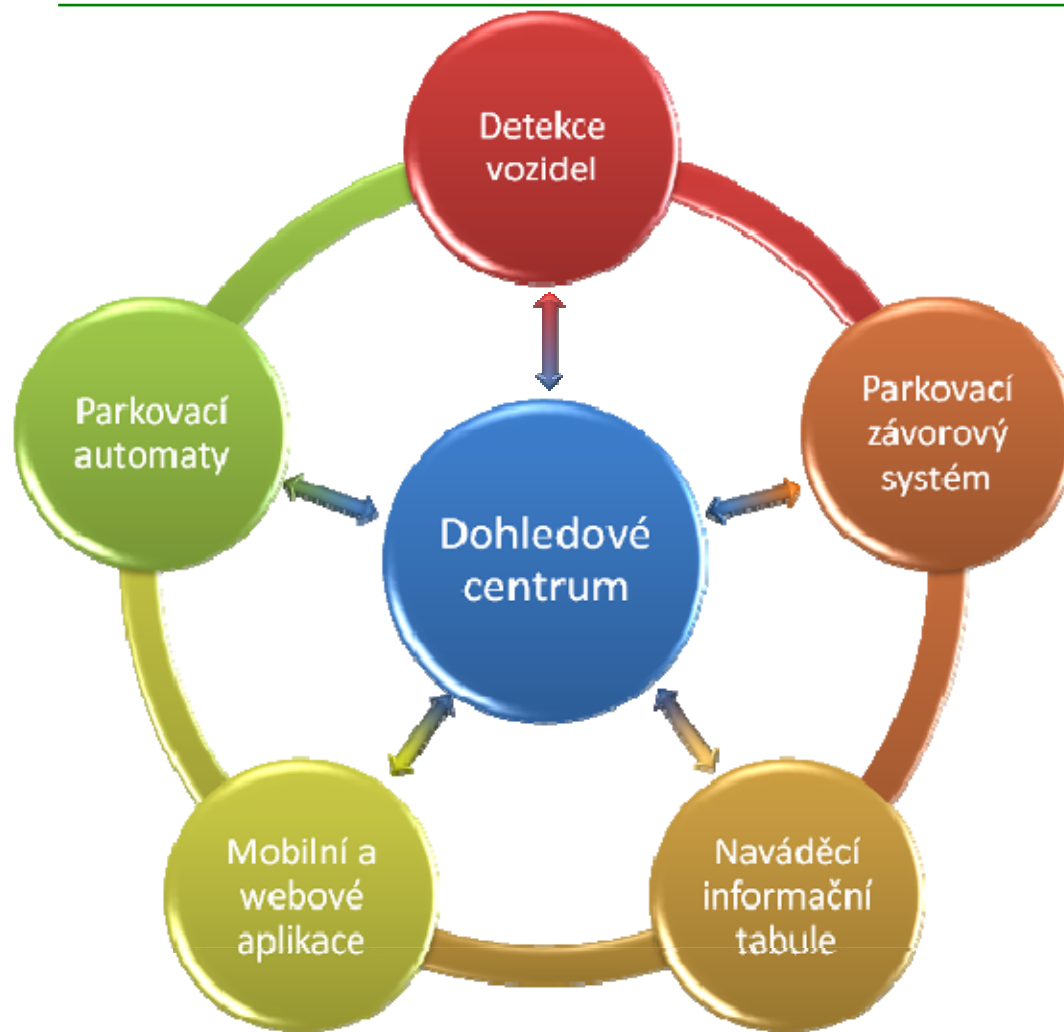 Detekce
vozidel
Parkovací
závorový
systém
Parkovací
automaty
Dohledové
centrum
Mobilní a
webové
aplikace
Naváděcí
informační
tabule